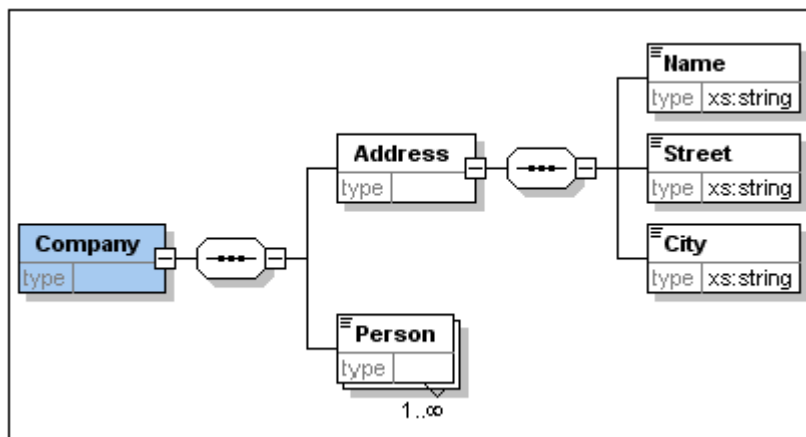 Name
type xs:string
Address
type
Street
type xs:string
Company
type
City
type xs:string
Person
type
1..∞